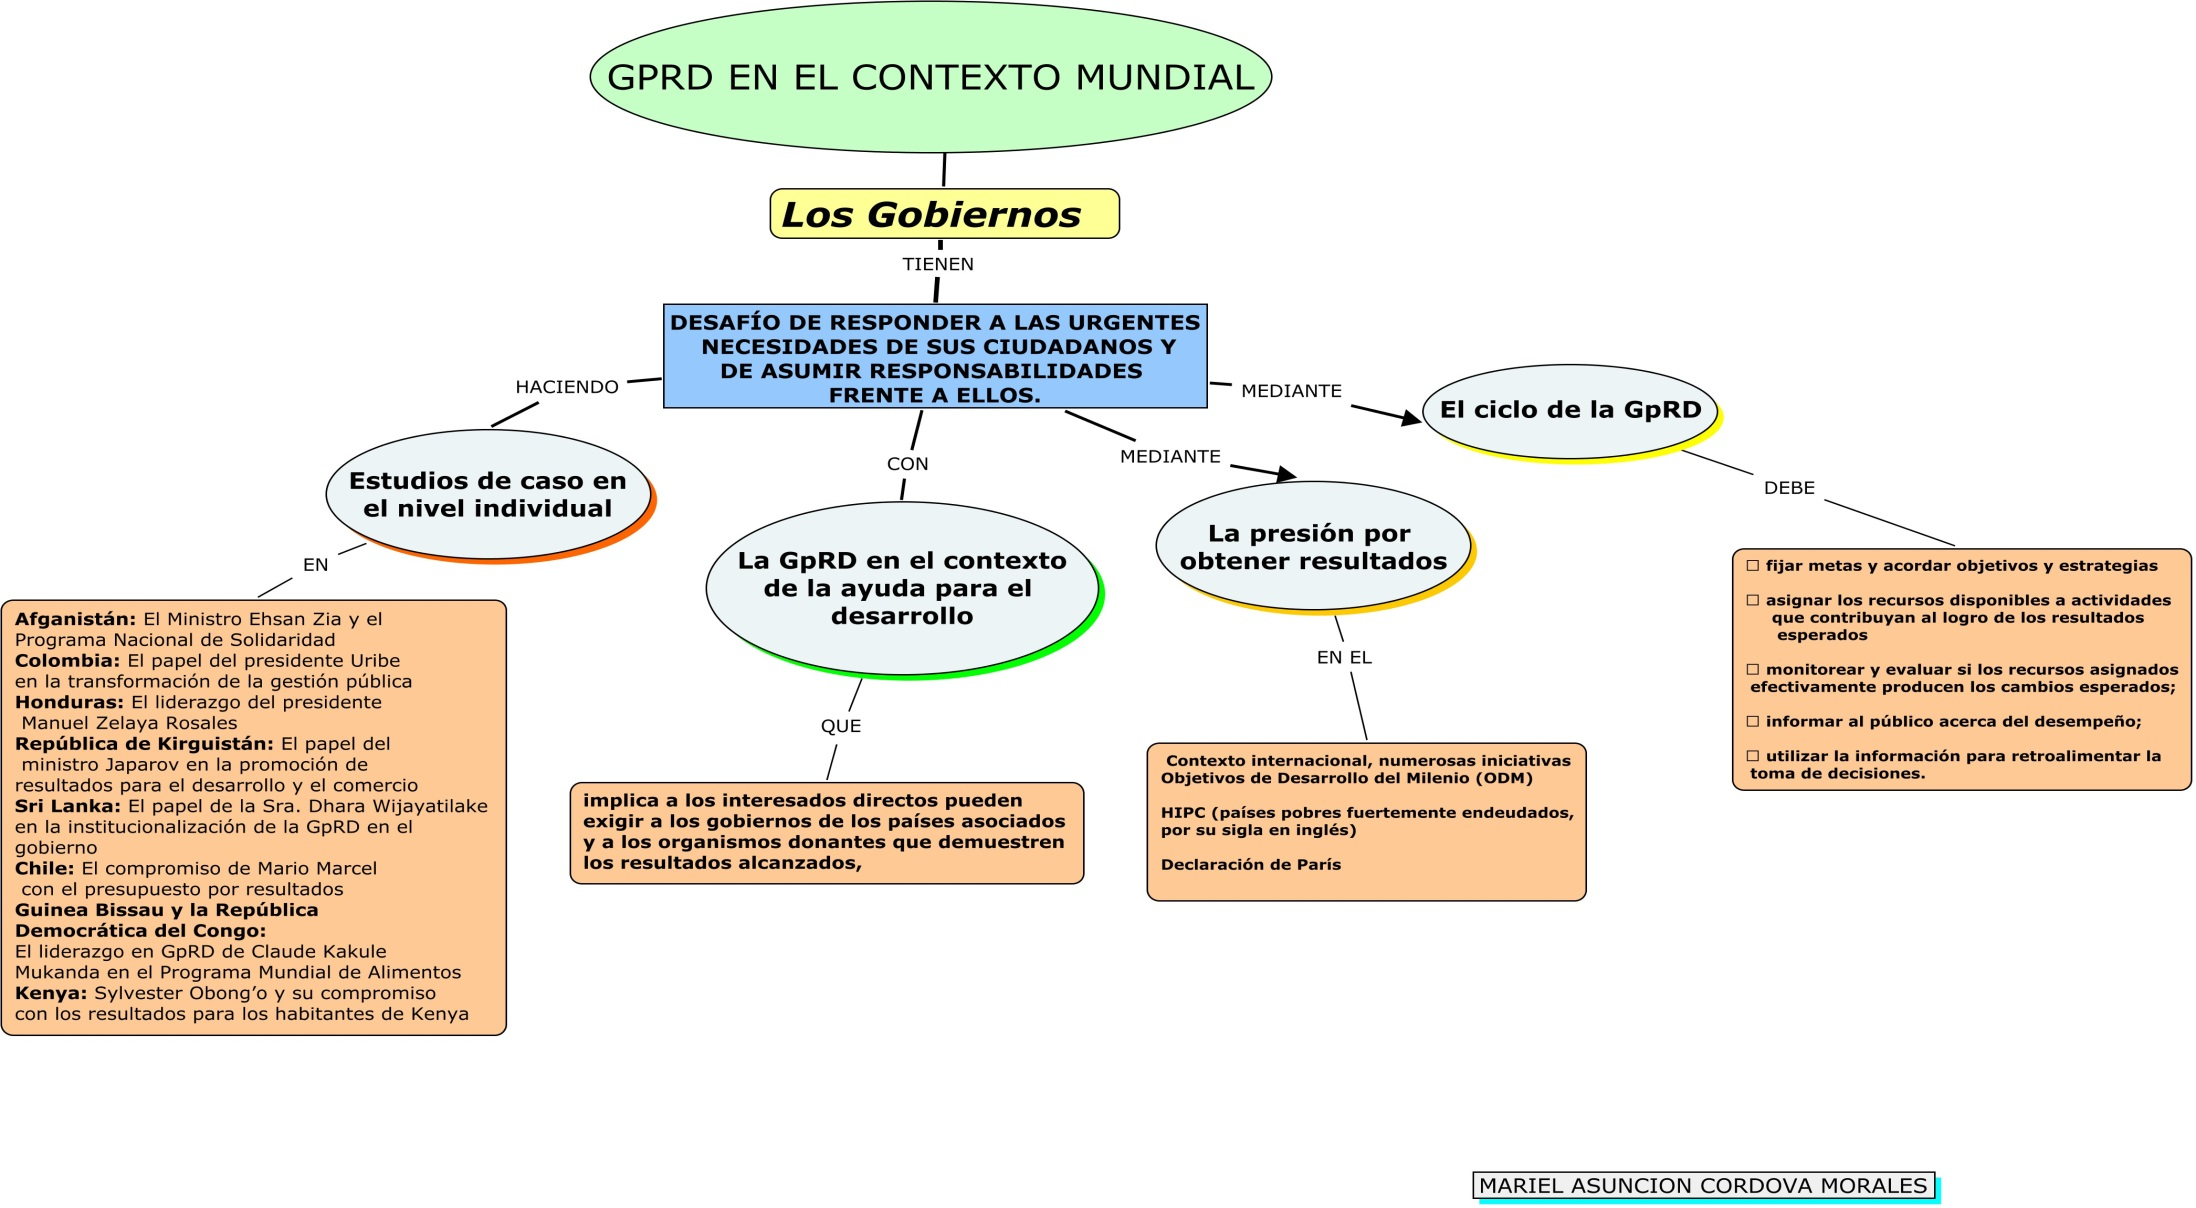 GPRD EN EL CONTEXTO MUNDIAL
Los Gobiernos
TIENEN
DESAFÍO DE RESPONDER A LAS URGENTES
NECESIDADES DE SUS CIUDADANOS Y
DE ASUMIR RESPONSABILIDADES
FRENTE A ELLOS.
HACIENDO
Estudios de caso en
el nivel individual
EN
Afganistán: El Ministro Ehsan Zia y el
Programa Nacional de Solidaridad
Colombia: El papel del presidente Uribe
en la transformación de la gestión pública
Honduras: El liderazgo del presidente
Manuel Zelaya Rosales
República de Kirguistán: El papel del
ministro Japarov en la promoción de
resultados para el desarrollo y el comercio
Sri Lanka: El papel de la Sra. Dhara Wijayatilake
en la institucionalización de la GpRD en el
gobierno
Chile: El compromiso de Mario Marcel
con el presupuesto por resultados
Guinea Bissau y la República
Democrática del Congo:
El liderazgo en GpRD de Claude Kakule
Mukanda en el Programa Mundial de Alimentos
Kenya: Sylvester Obong’o y su compromiso
con los resultados para los habitantes de Kenya
CON
La GpRD en el contexto
de la ayuda para el
desarrollo
QUE
implica a los interesados directos pueden
exigir a los gobiernos de los países asociados
y a los organismos donantes que demuestren
los resultados alcanzados,
MEDIANTE
La presión por
obtener resultados
EN EL
Contexto internacional, numerosas iniciativas
Objetivos de Desarrollo del Milenio (ODM)
HIPC (países pobres fuertemente endeudados,
por su sigla en inglés)
Declaración de París
MEDIANTE
El ciclo de la GpRD
DEBE
☐ fijar metas y acordar objetivos y estrategias
☐ asignar los recursos disponibles a actividades
que contribuyan al logro de los resultados
esperados
☐ monitorear y evaluar si los recursos asignados
efectivamente producen los cambios esperados;
☐ informar al público acerca del desempeño;
☐ utilizar la información para retroalimentar la
toma de decisiones.
MARIEL ASUNCION CORDOVA MORALES